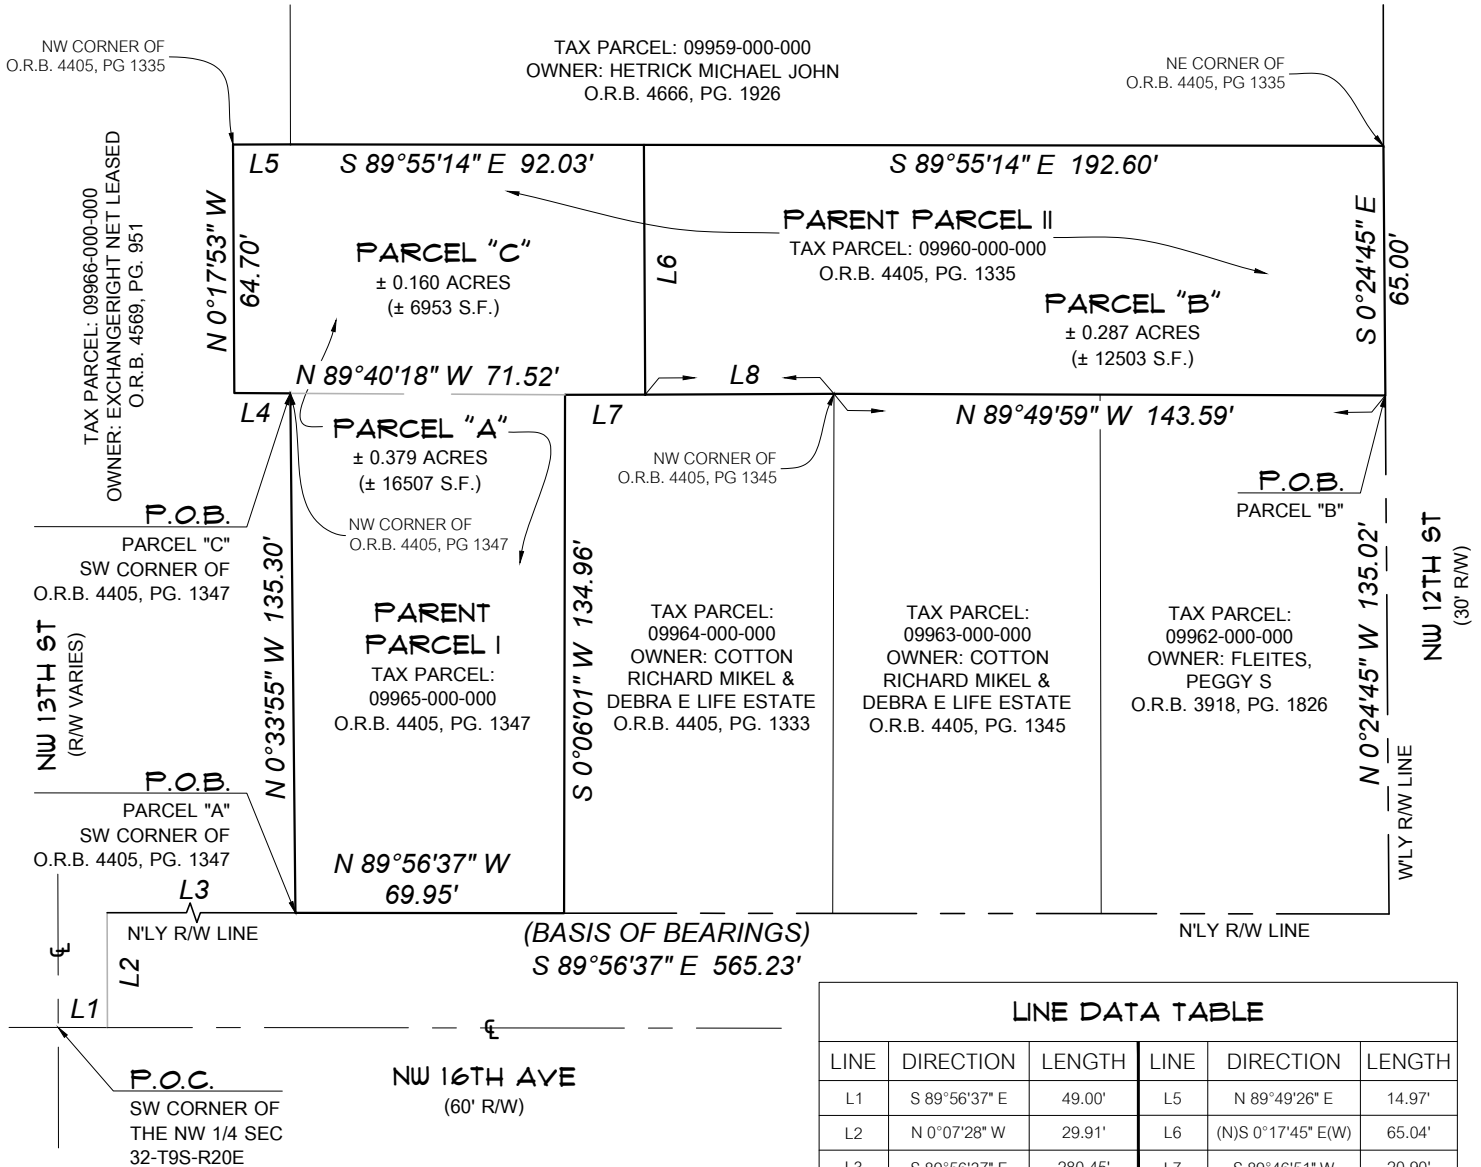 NW CORNER OF
O.R.B. 4405, PG 1335
TAX PARCEL: 09959-000-000
OWNER: HETRICK MICHAEL JOHN
O.R.B. 4666, PG. 1926
NE CORNER OF
O.R.B. 4405, PG 1335
TAX PARCEL: 09966-000-000
OWNER: EXCHANGERIGHT NET LEASED
O.R.B. 4569, PG. 951
N 0°17'53" W
64.70'
L5
S 89°55'14" E 92.03'
S 89°55'14" E 192.60'
PARENT PARCEL II
TAX PARCEL: 09960-000-000
O.R.B. 4405, PG. 1335
PARCEL "C"
± 0.160 ACRES
(± 6953 S.F.)
L6
PARCEL "B"
± 0.287 ACRES
(± 12503 S.F.)
S 0°24'45" E
65.00'
N 89°40'18" W 71.52'
L8
L4
L7
N 89°49'59" W 143.59'
PARCEL "A"
± 0.379 ACRES
(± 16507 S.F.)
NW CORNER OF
O.R.B. 4405, PG 1345
P.O.B.
PARCEL "B"
P.O.B.
PARCEL "C"
SW CORNER OF
O.R.B. 4405, PG. 1347
NW CORNER OF
O.R.B. 4405, PG 1347
NW 13TH ST
(R/W VARIES)
N 0°33'55" W 135.30'
PARENT
PARCEL I
TAX PARCEL:
09965-000-000
O.R.B. 4405, PG. 1347
S 0°06'01" W 134.96'
TAX PARCEL:
09964-000-000
OWNER: COTTON
RICHARD MIKEL &
DEBRA E LIFE ESTATE
O.R.B. 4405, PG. 1333
TAX PARCEL:
09963-000-000
OWNER: COTTON
RICHARD MIKEL &
DEBRA E LIFE ESTATE
O.R.B. 4405, PG. 1345
TAX PARCEL:
09962-000-000
OWNER: FLEITES,
PEGGY S
O.R.B. 3918, PG. 1826
N 0°24'45" W 135.02'
W'LY R/W LINE
NW 12TH ST
(30' R/W)
P.O.B.
PARCEL "A"
SW CORNER OF
O.R.B. 4405, PG. 1347
N 89°56'37" W
69.95'
L3
N'LY R/W LINE
(BASIS OF BEARINGS)
S 89°56'37" E 565.23'
N'LY R/W LINE
℄
L2
L1
℄
P.O.C.
SW CORNER OF
THE NW 1/4 SEC
32-T9S-R20E
NW 16TH AVE
(60' R/W)
LINE DATA TABLE
LINE DIRECTION LENGTH LINE DIRECTION LENGTH
L1 S 89°56'37" E 49.00' L5 N 89°49'26" E 14.97'
L2 N 0°07'28" W 29.91' L6 (N)S 0°17'45" E(W) 65.04'
L3 S 89°56'37" E 280.45' L7 S 89°46'51" W 20.90'